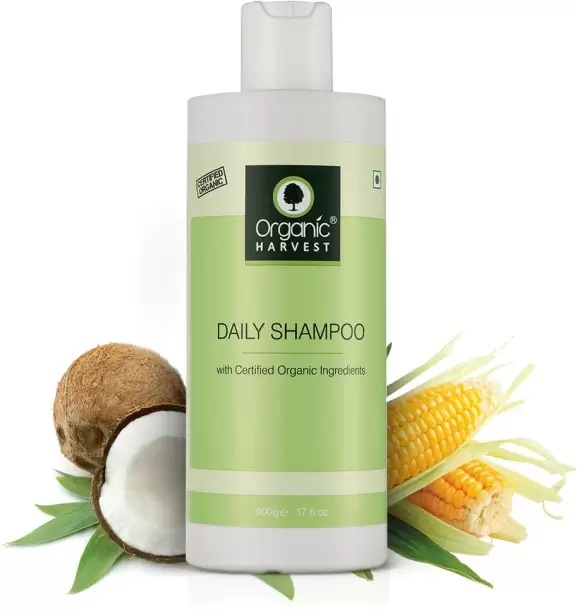 CERTIFIED
ORGANIC
Organic®
HARVEST
DAILY SHAMPOO
with Certified Organic Ingredients
500g e . 17.6 oz